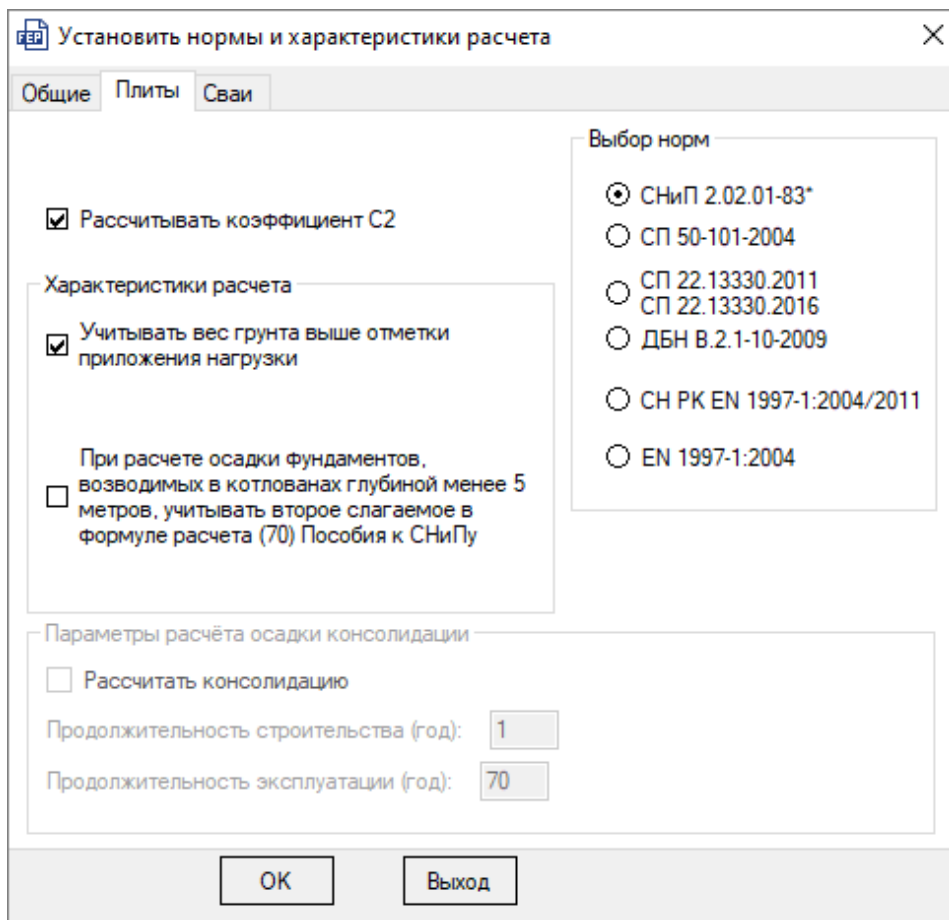 FEP Установить нормы и характеристики расчета
Общие Плиты Сваи
Рассчитывать коэффициент С2
Характеристики расчета
Учитывать вес грунта выше отметки
приложения нагрузки
При расчете осадки фундаментов,
возводимых в котлованах глубиной менее 5
метров, учитывать второе слагаемое в
формуле расчета (70) Пособия к СНиПу
Выбор норм
СНиП 2.02.01-83*
СП 50-101-2004
СП 22.13330.2011
СП 22.13330.2016
ДБН В.2.1-10-2009
СН РК EN 1997-1:2004/2011
EN 1997-1:2004
Параметры расчёта осадки консолидации
Рассчитать консолидацию
Продолжительность строительства (год): 1
Продолжительность эксплуатации (год): 70
OK Выход